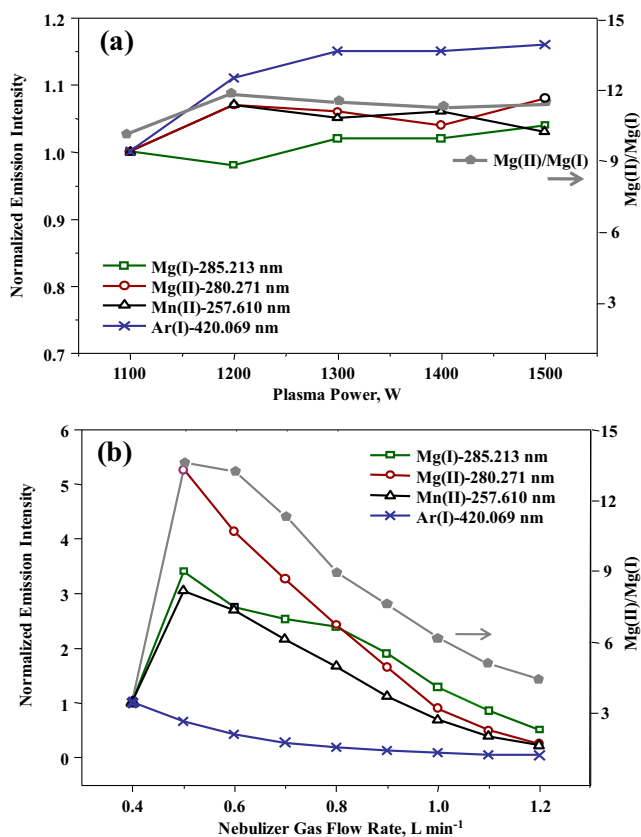 (a)
Normalized Emission Intensity
1.2
1.1
1.0
0.9
0.8
0.7
15
12
9
6
3
Mg(II)/Mg(I)
Mg(II)/Mg(I)
Mg(I)-285.213 nm
Mg(II)-280.271 nm
Mn(II)-257.610 nm
Ar(I)-420.069 nm
1100 1200 1300 1400 1500
Plasma Power, W
(b)
Normalized Emission Intensity
6
5
4
3
2
1
0
15
12
9
6
3
Mg(II)/Mg(I)
Mg(I)-285.213 nm
Mg(II)-280.271 nm
Mn(II)-257.610 nm
Ar(I)-420.069 nm
0.4 0.6 0.8 1.0 1.2
Nebulizer Gas Flow Rate, L min⁻¹